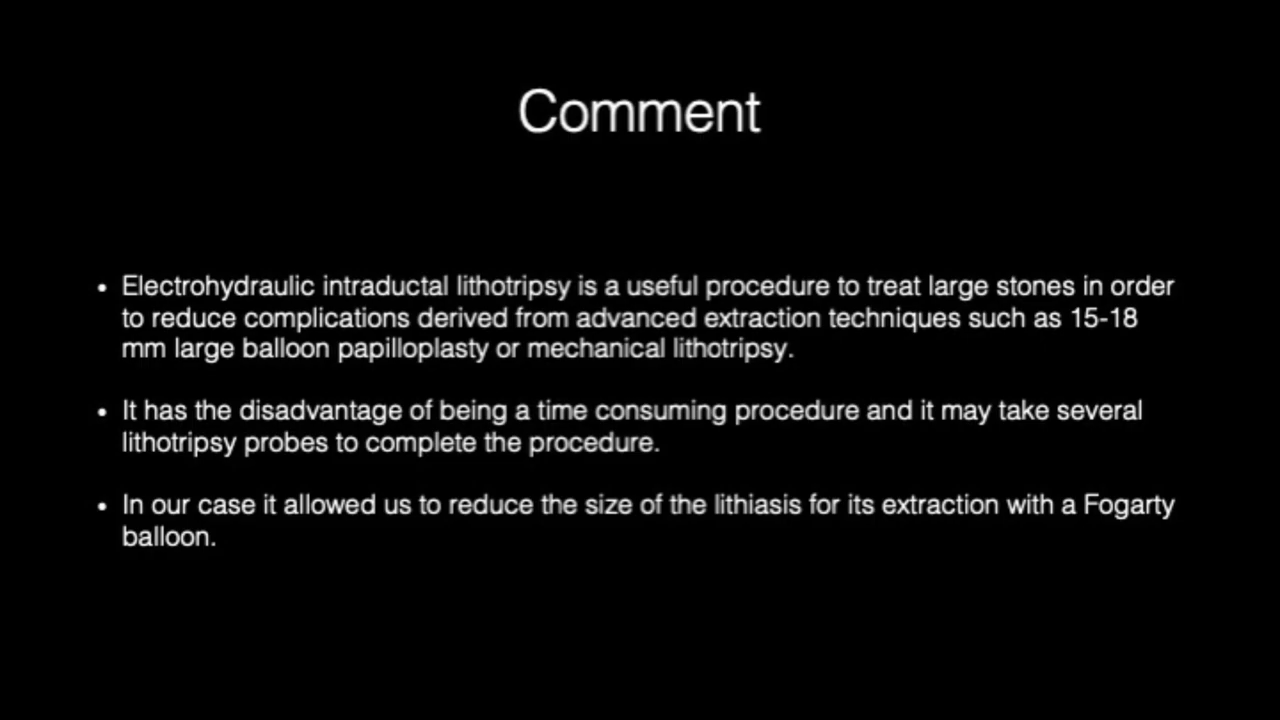 Comment
• Electrohydraulic intraductal lithotripsy is a useful procedure to treat large stones in order
to reduce complications derived from advanced extraction techniques such as 15-18
mm large balloon papilloplasty or mechanical lithotripsy.
• It has the disadvantage of being a time consuming procedure and it may take several
lithotripsy probes to complete the procedure.
• In our case it allowed us to reduce the size of the lithiasis for its extraction with a Fogarty
balloon.